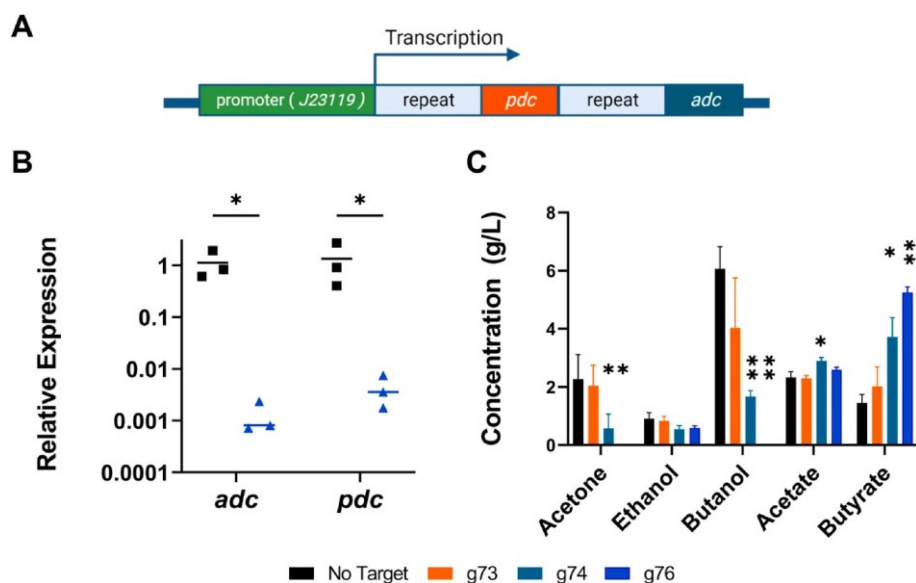 A
Transcription
promoter ( J23119 ) repeat pdc repeat adc
B
Relative Expression
1
0.1
0.01
0.001
0.0001
* *
adc pdc
C
Concentration (g/L)
8
6
4
2
0
** ** ** * * **
Acetone Ethanol Butanol Acetate Butyrate
No Target g73 g74 g76